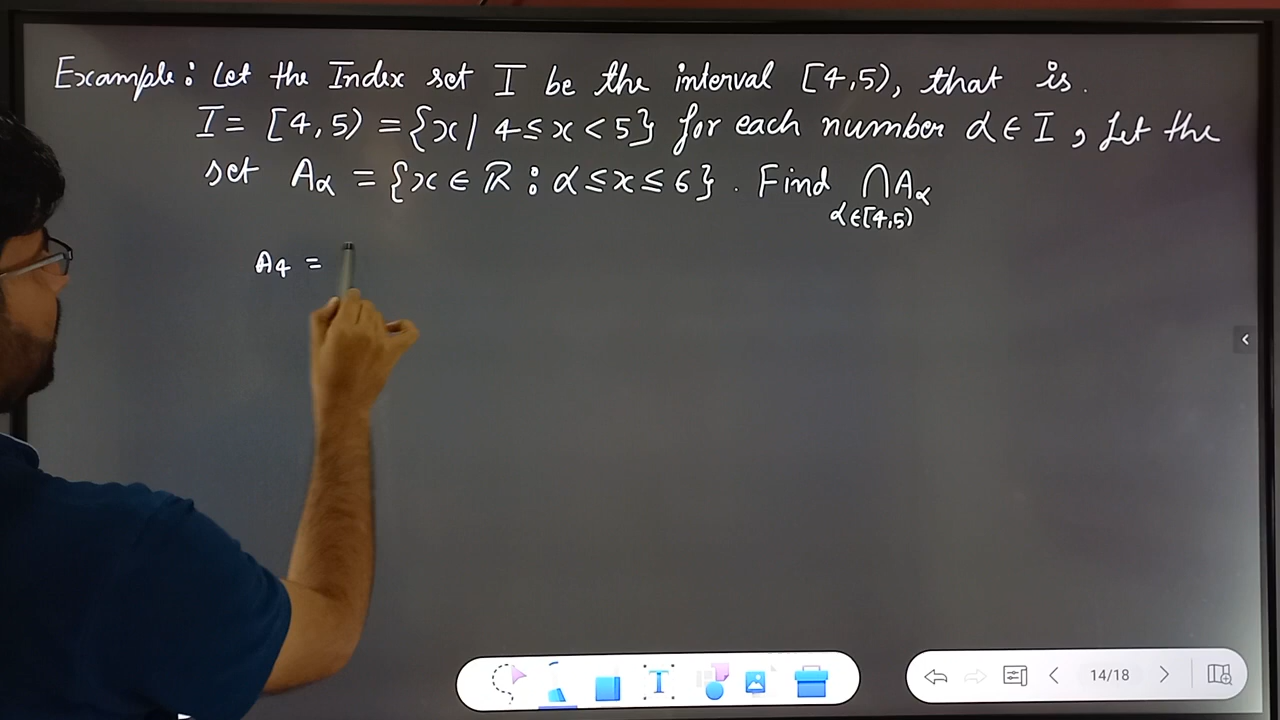 Example: Let the Index set I be the interval [4,5), that is.
I = [4,5) = {x | 4 ≤ x < 5} for each number α ∈ I, Let the
set Aα = {x ∈ ℝ : α ≤ x ≤ 6}. Find ∩Aα
α∈[4,5)
A4 =
T
14/18